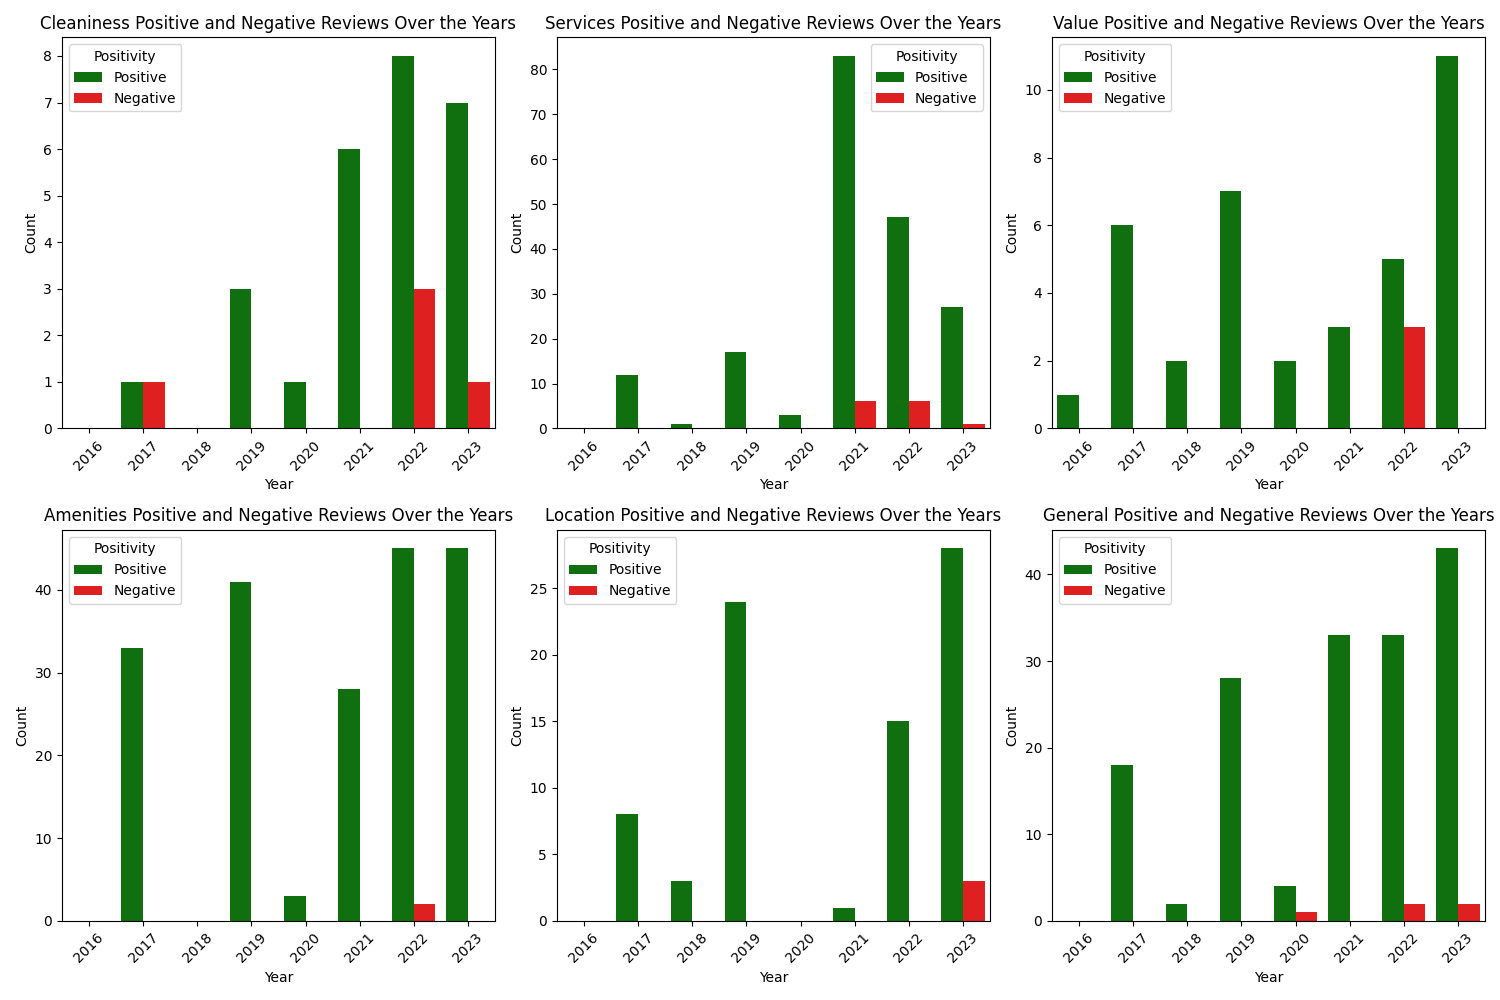 Cleaniness Positive and Negative Reviews Over the Years
Positivity
Positive
Negative
8
7
6
5
4
3
2
1
0
Count
2016
2017
2018
2019
2020
2021
2022
2023
Year
Services Positive and Negative Reviews Over the Years
Positivity
Positive
Negative
80
70
60
50
40
30
20
10
0
Count
2016
2017
2018
2019
2020
2021
2022
2023
Year
Value Positive and Negative Reviews Over the Years
Positivity
Positive
Negative
10
8
6
4
2
0
Count
2016
2017
2018
2019
2020
2021
2022
2023
Year
Amenities Positive and Negative Reviews Over the Years
Positivity
Positive
Negative
40
30
20
10
0
Count
2016
2017
2018
2019
2020
2021
2022
2023
Year
Location Positive and Negative Reviews Over the Years
Positivity
Positive
Negative
25
20
15
10
5
0
Count
2016
2017
2018
2019
2020
2021
2022
2023
Year
General Positive and Negative Reviews Over the Years
Positivity
Positive
Negative
40
30
20
10
0
Count
2016
2017
2018
2019
2020
2021
2022
2023
Year